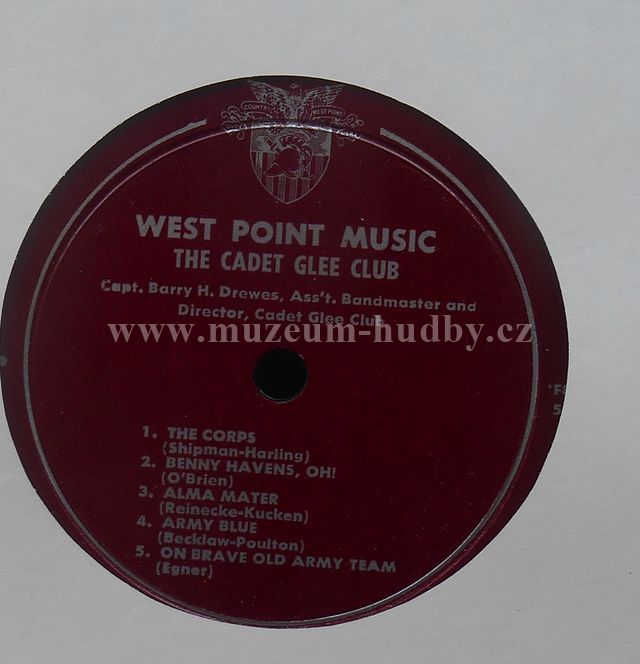 COUNTRY WEST POINT
WEST POINT MUSIC
THE CADET GLEE CLUB
Capt. Barry H. Drewes, Ass't. Bandmaster and
Director, Cadet Glee Club
www.muzeum-hudby.cz
1. THE CORPS
(Shipman-Harling)
2. BENNY HAVENS, OH!
(O'Brien)
3. ALMA MATER
(Reinecke-Kucken)
4. ARMY BLUE
(Becklaw-Poulton)
5. ON BRAVE OLD ARMY TEAM
(Egner)